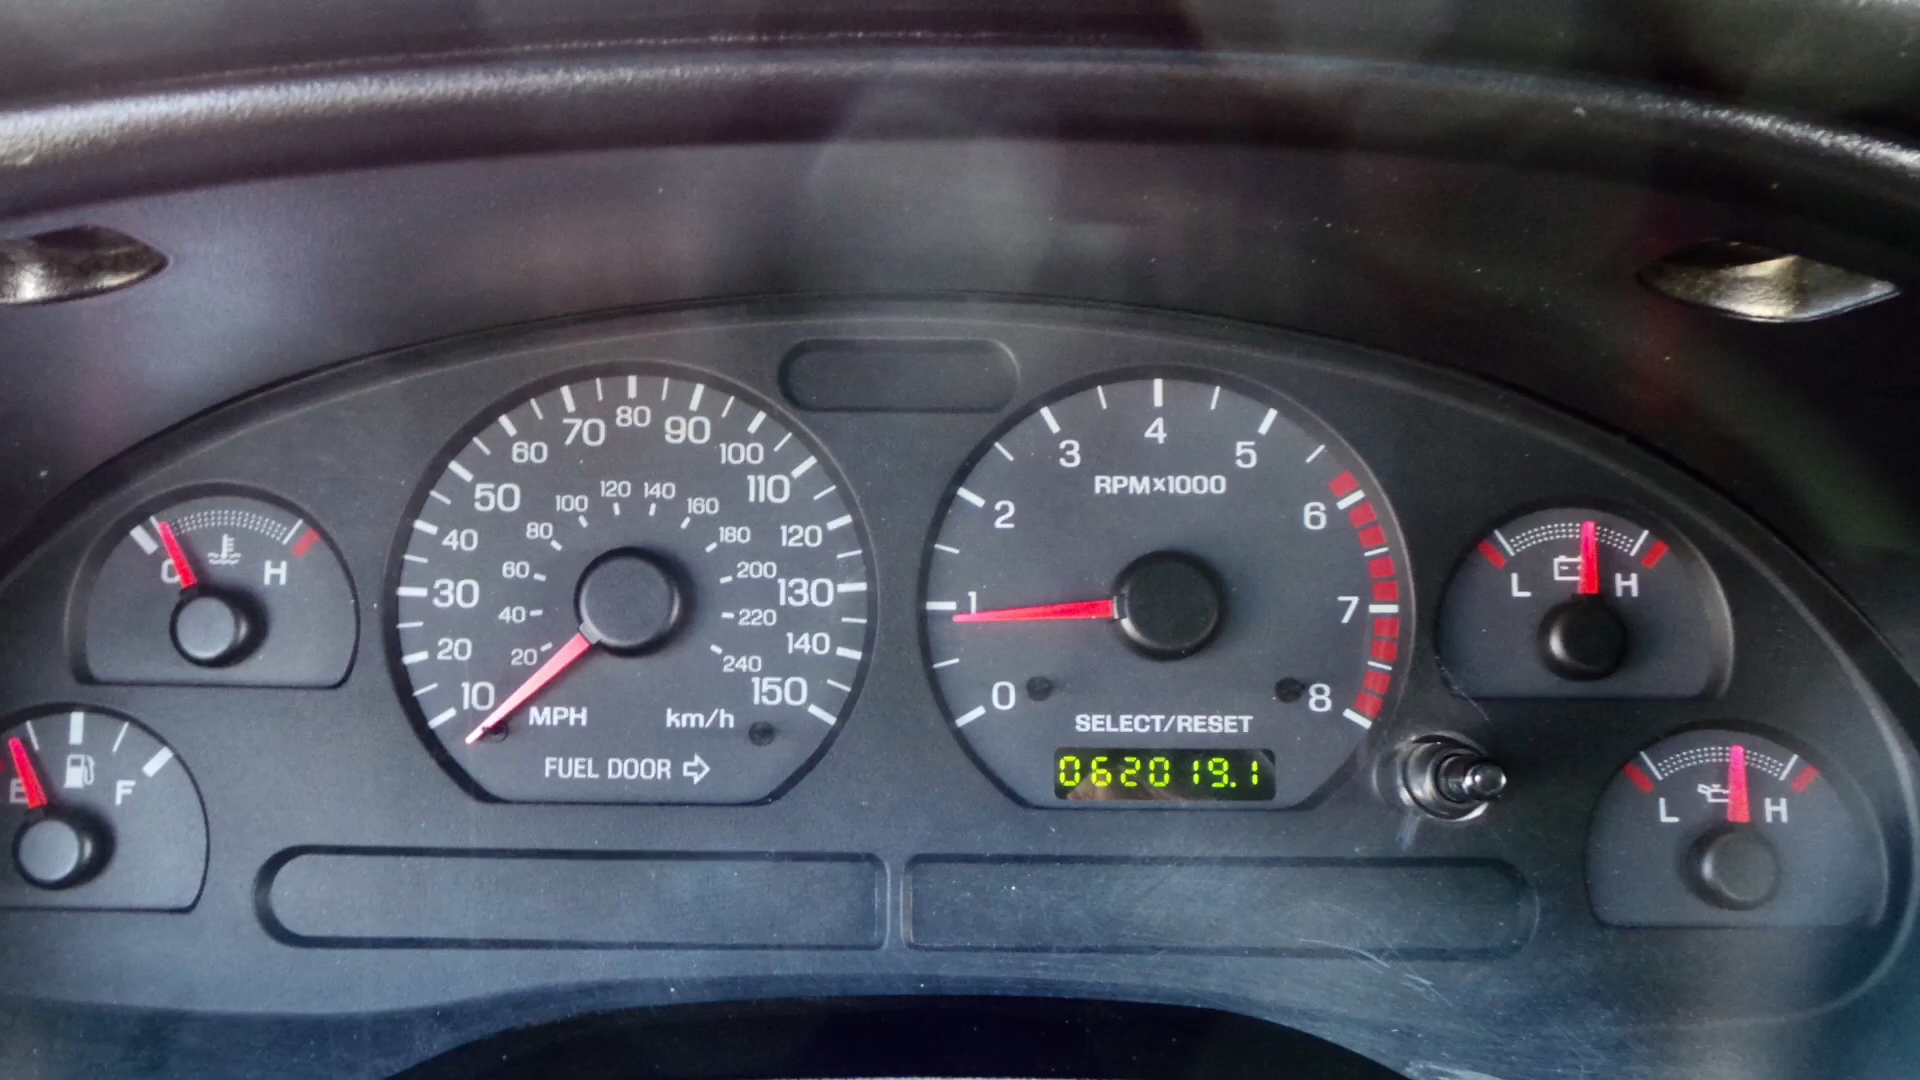 C H
E F
10 20 30 40 50 60 70 80 90 100 110 120 130 140 150
20 40 60 80 100 120 140 160 180 200 220 240
MPH km/h
FUEL DOOR
0 1 2 3 4 5 6 7 8
RPM×1000
SELECT/RESET
062019.1
L H
L H